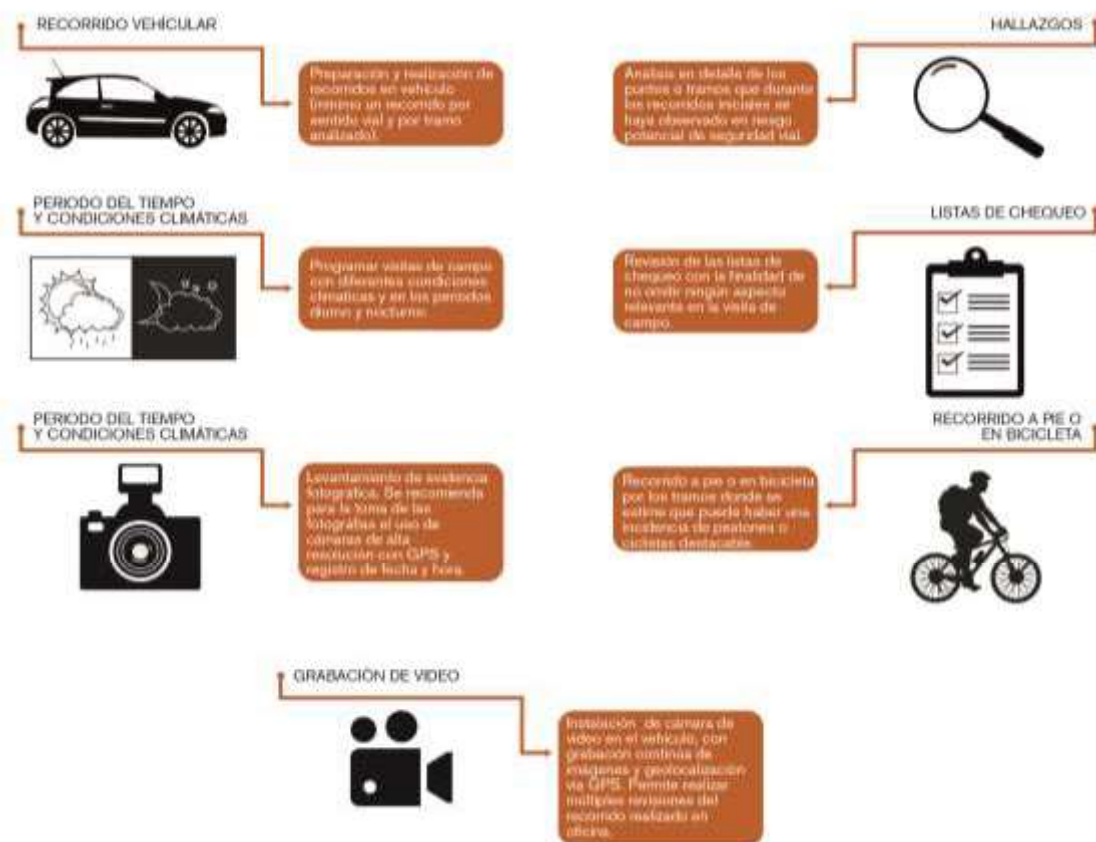 RECORRIDO VEHÍCULAR
Preparación y realización de
recorridos en vehículo
(mínimo un recorrido por
sentido vial y por tramo
analizado).
HALLAZGOS
Análisis en detalle de los
puntos o tramos que durante
los recorridos iniciales se
haya observado en riesgo
potencial de seguridad vial.
PERIODO DEL TIEMPO
Y CONDICIONES CLIMÁTICAS
Programar visitas de campo
con diferentes condiciones
climáticas y en los periodos
diurno y nocturno.
LISTAS DE CHEQUEO
Revisión de las listas de
chequeo con la finalidad de
no omitir ningún aspecto
relevante en la visita de
campo.
PERIODO DEL TIEMPO
Y CONDICIONES CLIMÁTICAS
Levantamiento de evidencia
fotográfica. Se recomienda
para la toma de las
fotografías el uso de
cámaras de alta
resolución con GPS y
registro de fecha y hora.
RECORRIDO A PIE O
EN BICICLETA
Recorrido a pie o en bicicleta
por los tramos donde se
estime que puede haber una
incidencia de peatones o
ciclistas destacable.
GRABACIÓN DE VIDEO
Instalación de cámara de
video en el vehículo, con
grabación continua de
imágenes y geolocalización
vía GPS. Permite realizar
múltiples revisiones del
recorrido realizado en
oficina.